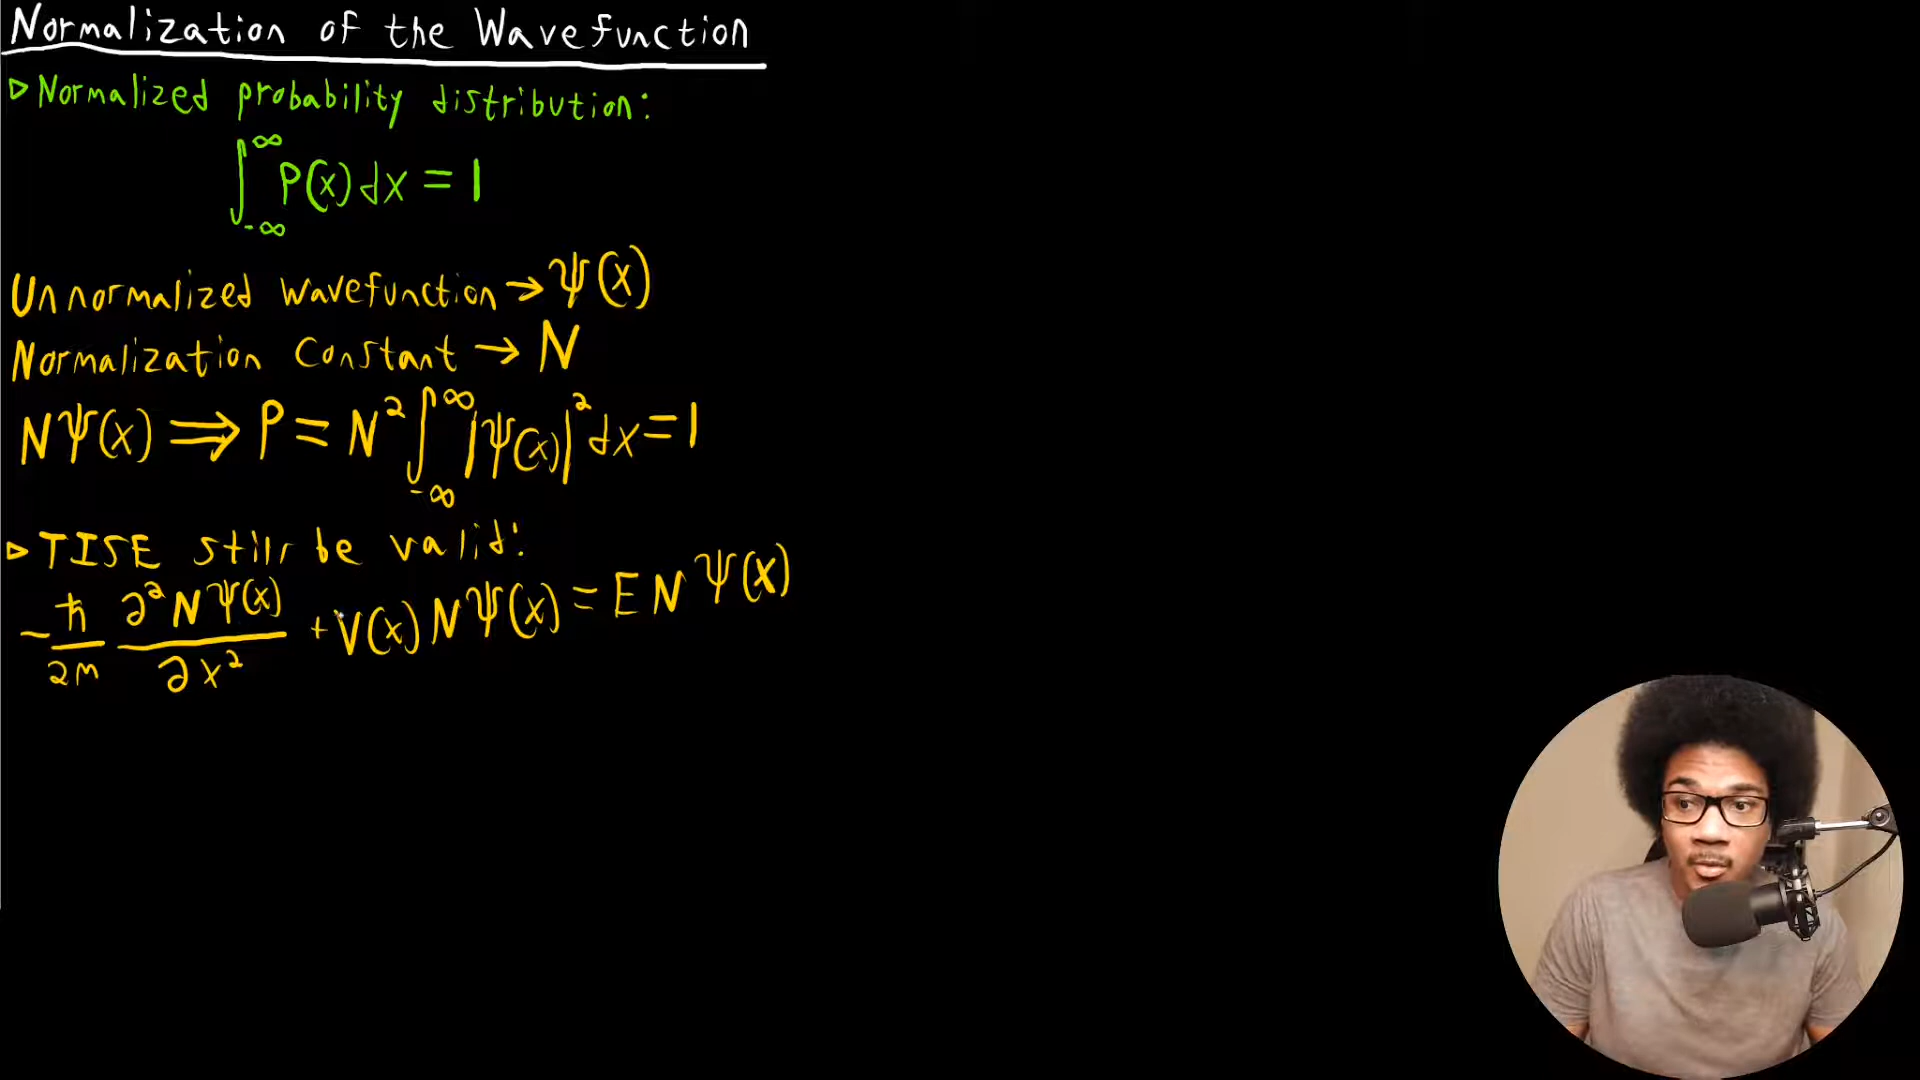 Normalization of the Wavefunction
▷ Normalized probability distribution:
∫_{-∞}^{∞} P(x) dx = 1
Unnormalized wavefunction → Ψ(x)
Normalization Constant → N
NΨ(x) ⟹ P = N² ∫_{-∞}^{∞} |Ψ(x)|² dx = 1
▷ TISE still be valid:
-ħ/2m ∂²NΨ(x)/∂x² + V(x) NΨ(x) = E N Ψ(x)